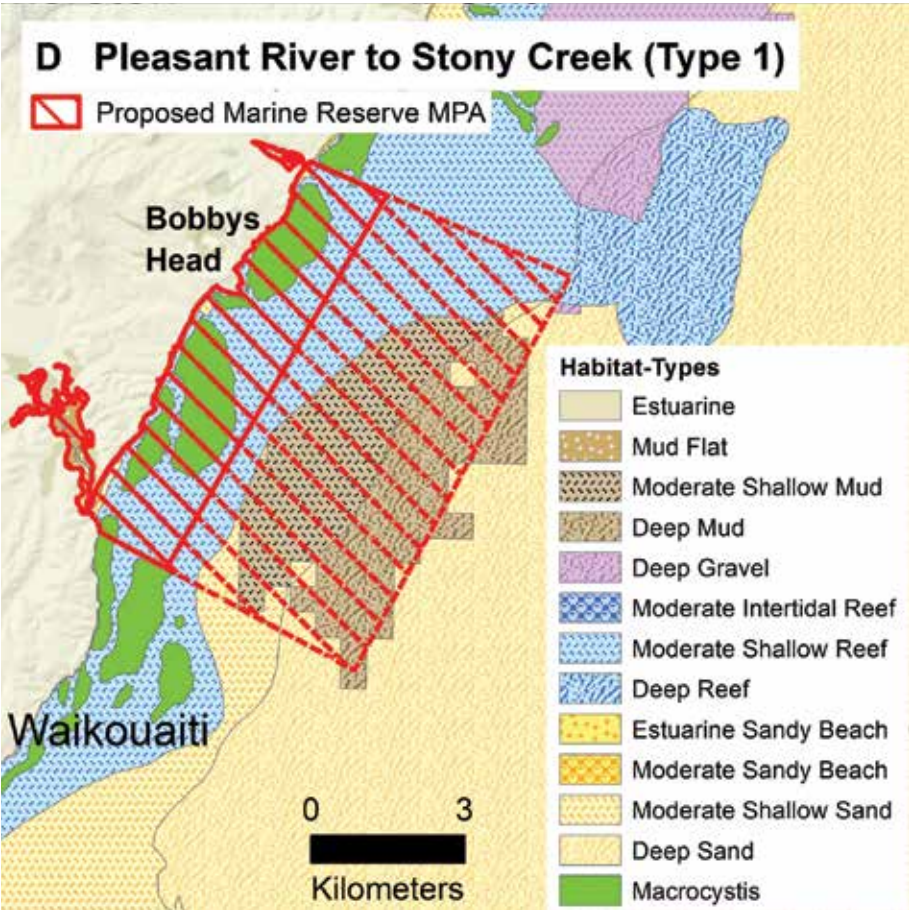 D Pleasant River to Stony Creek (Type 1)
Proposed Marine Reserve MPA
Bobbys
Head
Habitat-Types
Estuarine
Mud Flat
Moderate Shallow Mud
Deep Mud
Deep Gravel
Moderate Intertidal Reef
Moderate Shallow Reef
Deep Reef
Estuarine Sandy Beach
Moderate Sandy Beach
Moderate Shallow Sand
Deep Sand
Macrocystis
Waikouaiti
0 3
Kilometers